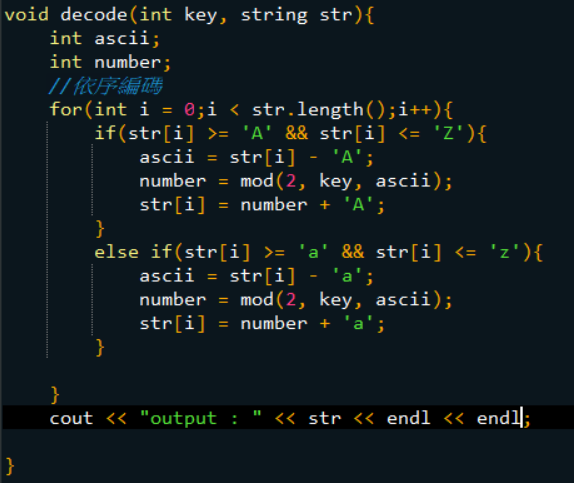 void decode(int key, string str){
    int ascii;
    int number;
    //依序編碼
    for(int i = 0;i < str.length();i++){
        if(str[i] >= 'A' && str[i] <= 'Z'){
            ascii = str[i] - 'A';
            number = mod(2, key, ascii);
            str[i] = number + 'A';
        }
        else if(str[i] >= 'a' && str[i] <= 'z'){
            ascii = str[i] - 'a';
            number = mod(2, key, ascii);
            str[i] = number + 'a';
        }
    }
    cout << "output : " << str << endl << endl;
}